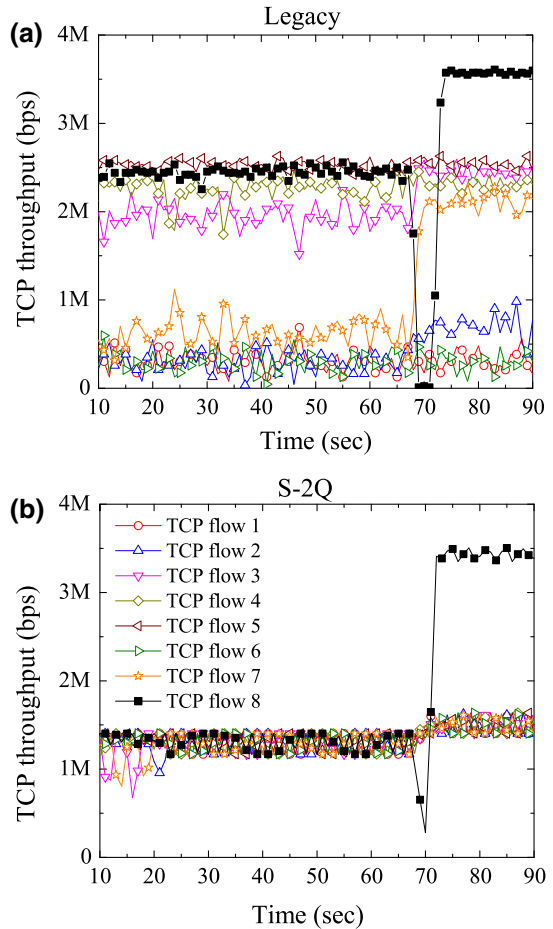 (a)
Legacy
4M
3M
2M
1M
0
TCP throughput (bps)
10 20 30 40 50 60 70 80 90
Time (sec)
(b)
S-2Q
4M
3M
2M
1M
0
TCP throughput (bps)
TCP flow 1
TCP flow 2
TCP flow 3
TCP flow 4
TCP flow 5
TCP flow 6
TCP flow 7
TCP flow 8
10 20 30 40 50 60 70 80 90
Time (sec)